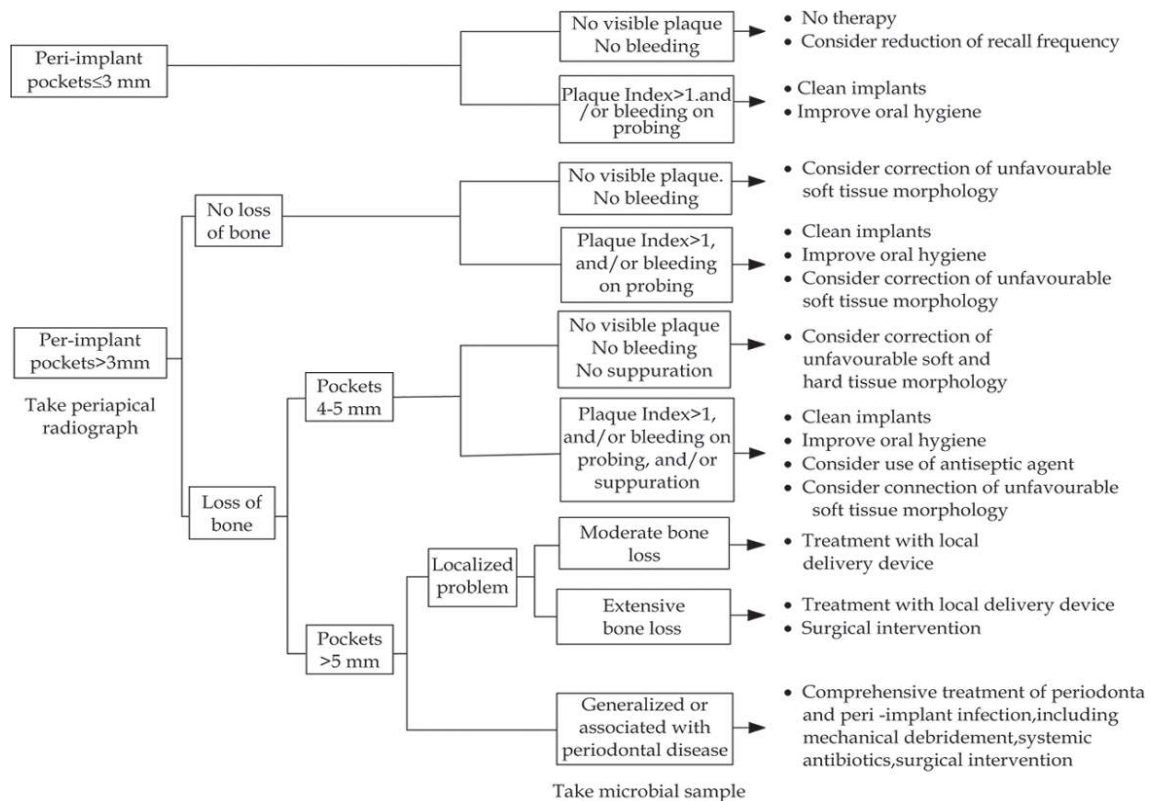 Peri-implant
pockets≤3 mm
No visible plaque
No bleeding
• No therapy
• Consider reduction of recall frequency
Plaque Index>1.and
/or bleeding on
probing
• Clean implants
• Improve oral hygiene
Per-implant
pockets>3mm
Take periapical
radiograph
No loss
of bone
No visible plaque.
No bleeding
• Consider correction of unfavourable
soft tissue morphology
Plaque Index>1,
and/or bleeding
on probing
• Clean implants
• Improve oral hygiene
• Consider correction of unfavourable
soft tissue morphology
Loss of
bone
Pockets
4-5 mm
No visible plaque
No bleeding
No suppuration
• Consider correction of
unfavourable soft and
hard tissue morphology
Plaque Index>1,
and/or bleeding on
probing, and/or
suppuration
• Clean implants
• Improve oral hygiene
• Consider use of antiseptic agent
• Consider connection of unfavourable
soft tissue morphology
Pockets
>5 mm
Localized
problem
Moderate bone
loss
• Treatment with local
delivery device
Extensive
bone loss
• Treatment with local delivery device
• Surgical intervention
Generalized or
associated with
periodontal disease
• Comprehensive treatment of periodonta
and peri -implant infection,including
mechanical debridement,systemic
antibiotics,surgical intervention
Take microbial sample